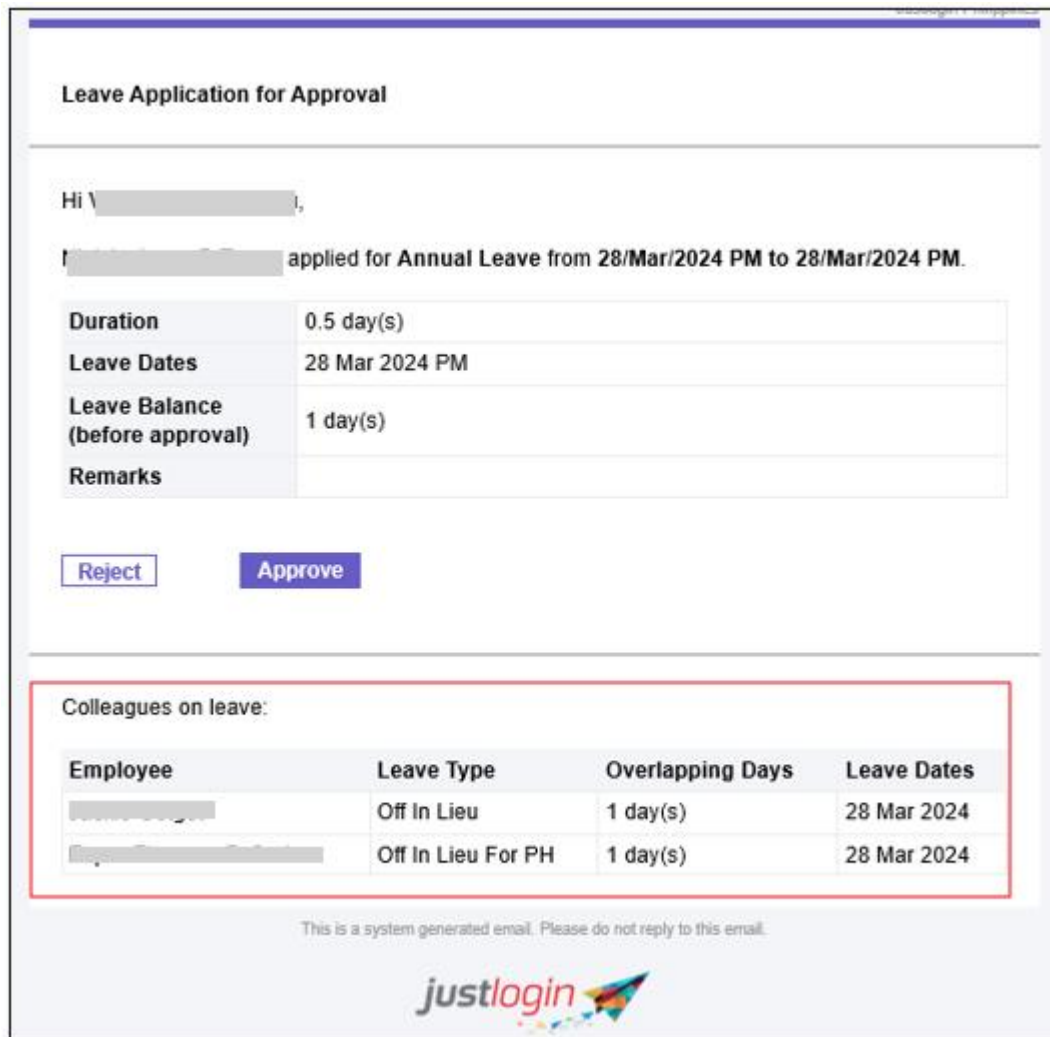 Leave Application for Approval
Hi
applied for Annual Leave from 28/Mar/2024 PM to 28/Mar/2024 PM.
Duration 0.5 day(s)
Leave Dates 28 Mar 2024 PM
Leave Balance
(before approval) 1 day(s)
Remarks
Reject Approve
Colleagues on leave:
Employee Leave Type Overlapping Days Leave Dates
Off In Lieu 1 day(s) 28 Mar 2024
Off In Lieu For PH 1 day(s) 28 Mar 2024
This is a system generated email. Please do not reply to this email.
justlogin